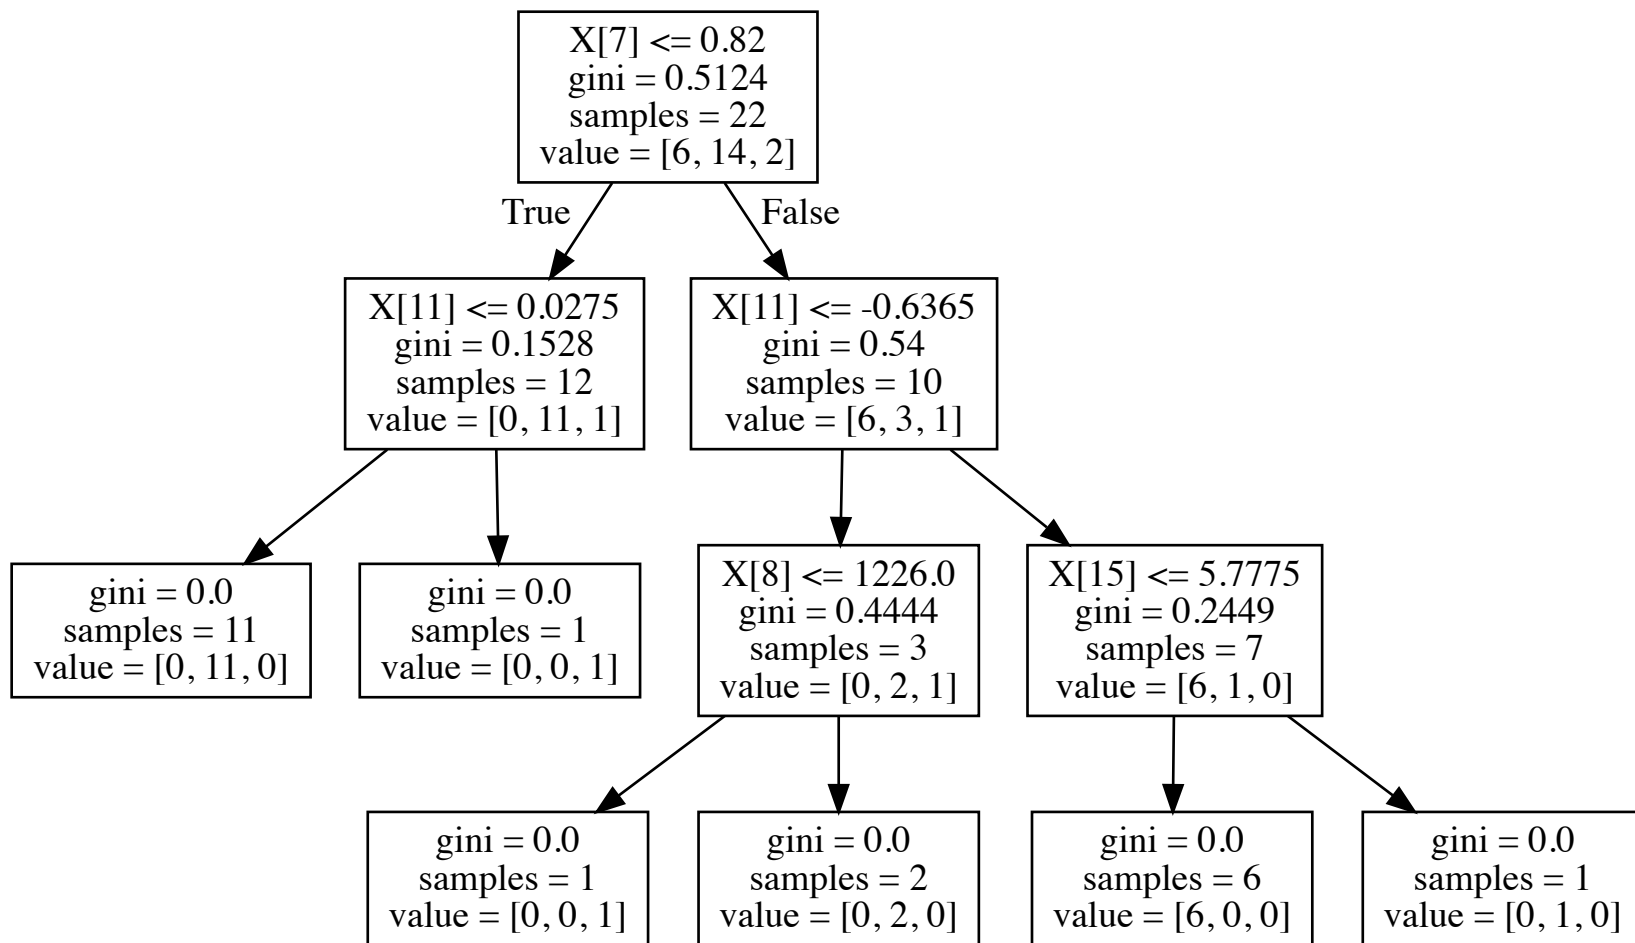 X[7] <= 0.82
gini = 0.5124
samples = 22
value = [6, 14, 2]
True
False
X[11] <= 0.0275
gini = 0.1528
samples = 12
value = [0, 11, 1]
X[11] <= -0.6365
gini = 0.54
samples = 10
value = [6, 3, 1]
gini = 0.0
samples = 11
value = [0, 11, 0]
gini = 0.0
samples = 1
value = [0, 0, 1]
X[8] <= 1226.0
gini = 0.4444
samples = 3
value = [0, 2, 1]
X[15] <= 5.7775
gini = 0.2449
samples = 7
value = [6, 1, 0]
gini = 0.0
samples = 1
value = [0, 0, 1]
gini = 0.0
samples = 2
value = [0, 2, 0]
gini = 0.0
samples = 6
value = [6, 0, 0]
gini = 0.0
samples = 1
value = [0, 1, 0]